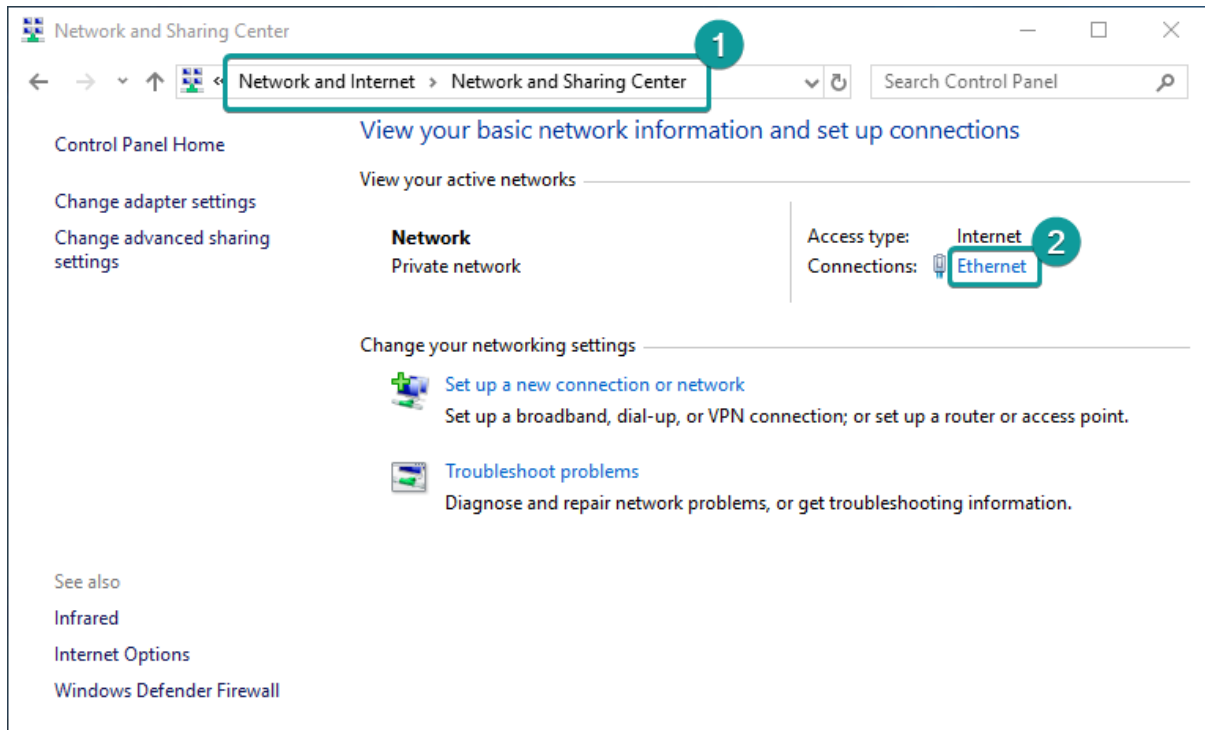 Network and Sharing Center
1
« Network and Internet > Network and Sharing Center
Search Control Panel
Control Panel Home
Change adapter settings
Change advanced sharing
settings
View your basic network information and set up connections
View your active networks
Network
Private network
Access type: Internet
Connections: Ethernet
2
Change your networking settings
Set up a new connection or network
Set up a broadband, dial-up, or VPN connection; or set up a router or access point.
Troubleshoot problems
Diagnose and repair network problems, or get troubleshooting information.
See also
Infrared
Internet Options
Windows Defender Firewall